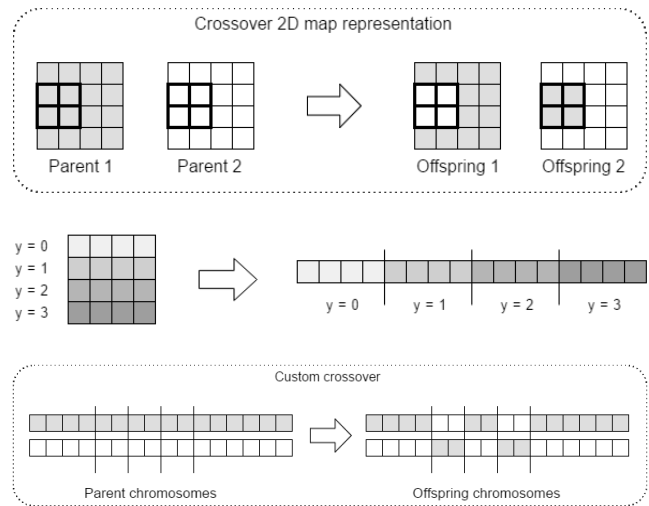 Crossover 2D map representation
Parent 1
Parent 2
Offspring 1
Offspring 2
y = 0
y = 1
y = 2
y = 3
y = 0
y = 1
y = 2
y = 3
Custom crossover
Parent chromosomes
Offspring chromosomes